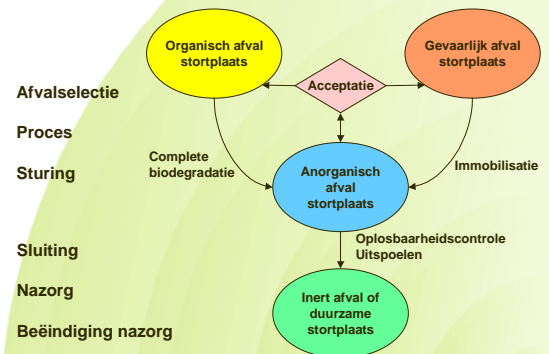 Organisch afval
stortplaats
Gevaarlijk afval
stortplaats
Acceptatie
Afvalselectie
Proces
Sturing
Complete
biodegradatie
Anorganisch
afval
stortplaats
Immobilisatie
Oplosbaarheidscontrole
Uitspoelen
Sluiting
Nazorg
Beëindiging nazorg
Inert afval of
duurzame
stortplaats